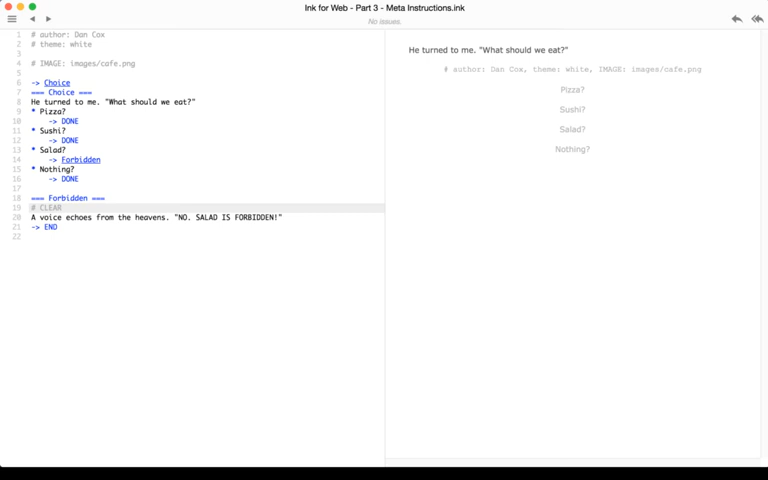 Ink for Web - Part 3 - Meta Instructions.ink
No issues.
1 # author: Dan Cox
2 # theme: white
3
4 # IMAGE: images/cafe.png
5
6 -> Choice
7 === Choice ===
8 He turned to me. "What should we eat?"
9 * Pizza?
10 -> DONE
11 * Sushi?
12 -> DONE
13 * Salad?
14 -> Forbidden
15 * Nothing?
16 -> DONE
17
18 === Forbidden ===
19 # CLEAR
20 A voice echoes from the heavens. "NO. SALAD IS FORBIDDEN!"
21 -> END
22
He turned to me. "What should we eat?"
# author: Dan Cox, theme: white, IMAGE: images/cafe.png
Pizza?
Sushi?
Salad?
Nothing?